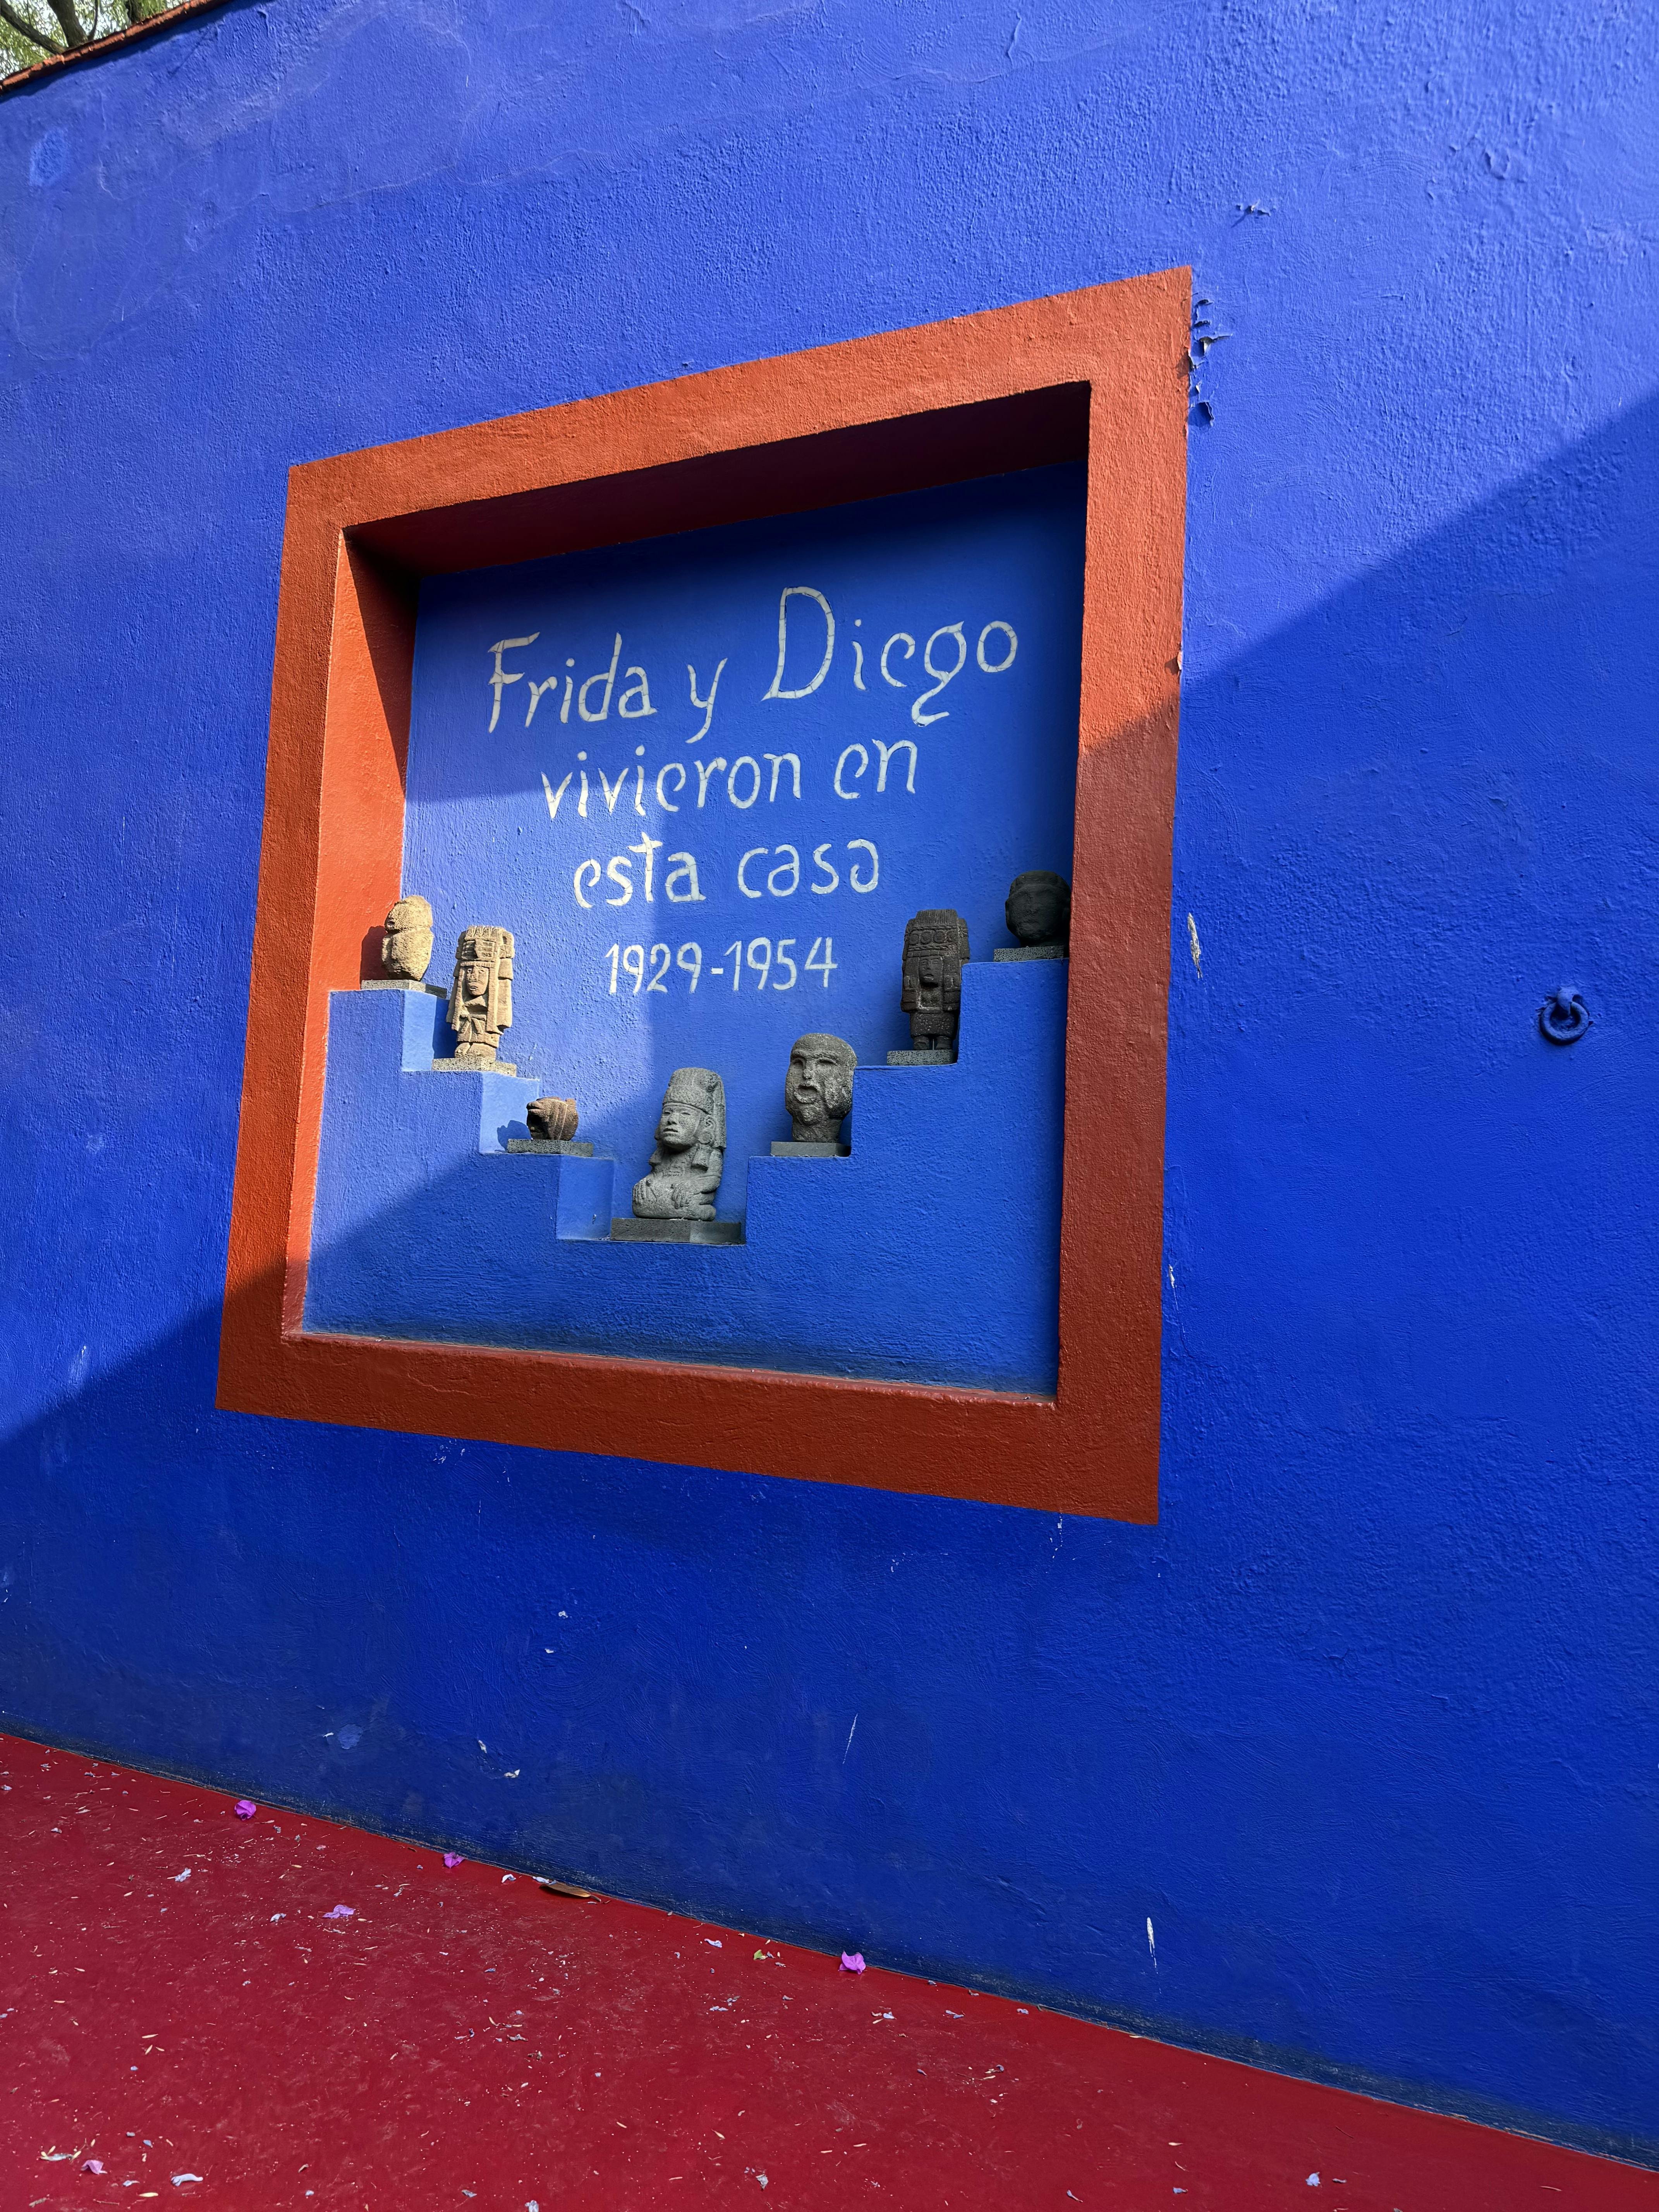 Frida y Diego
vivieron en
esta casa
1929-1954